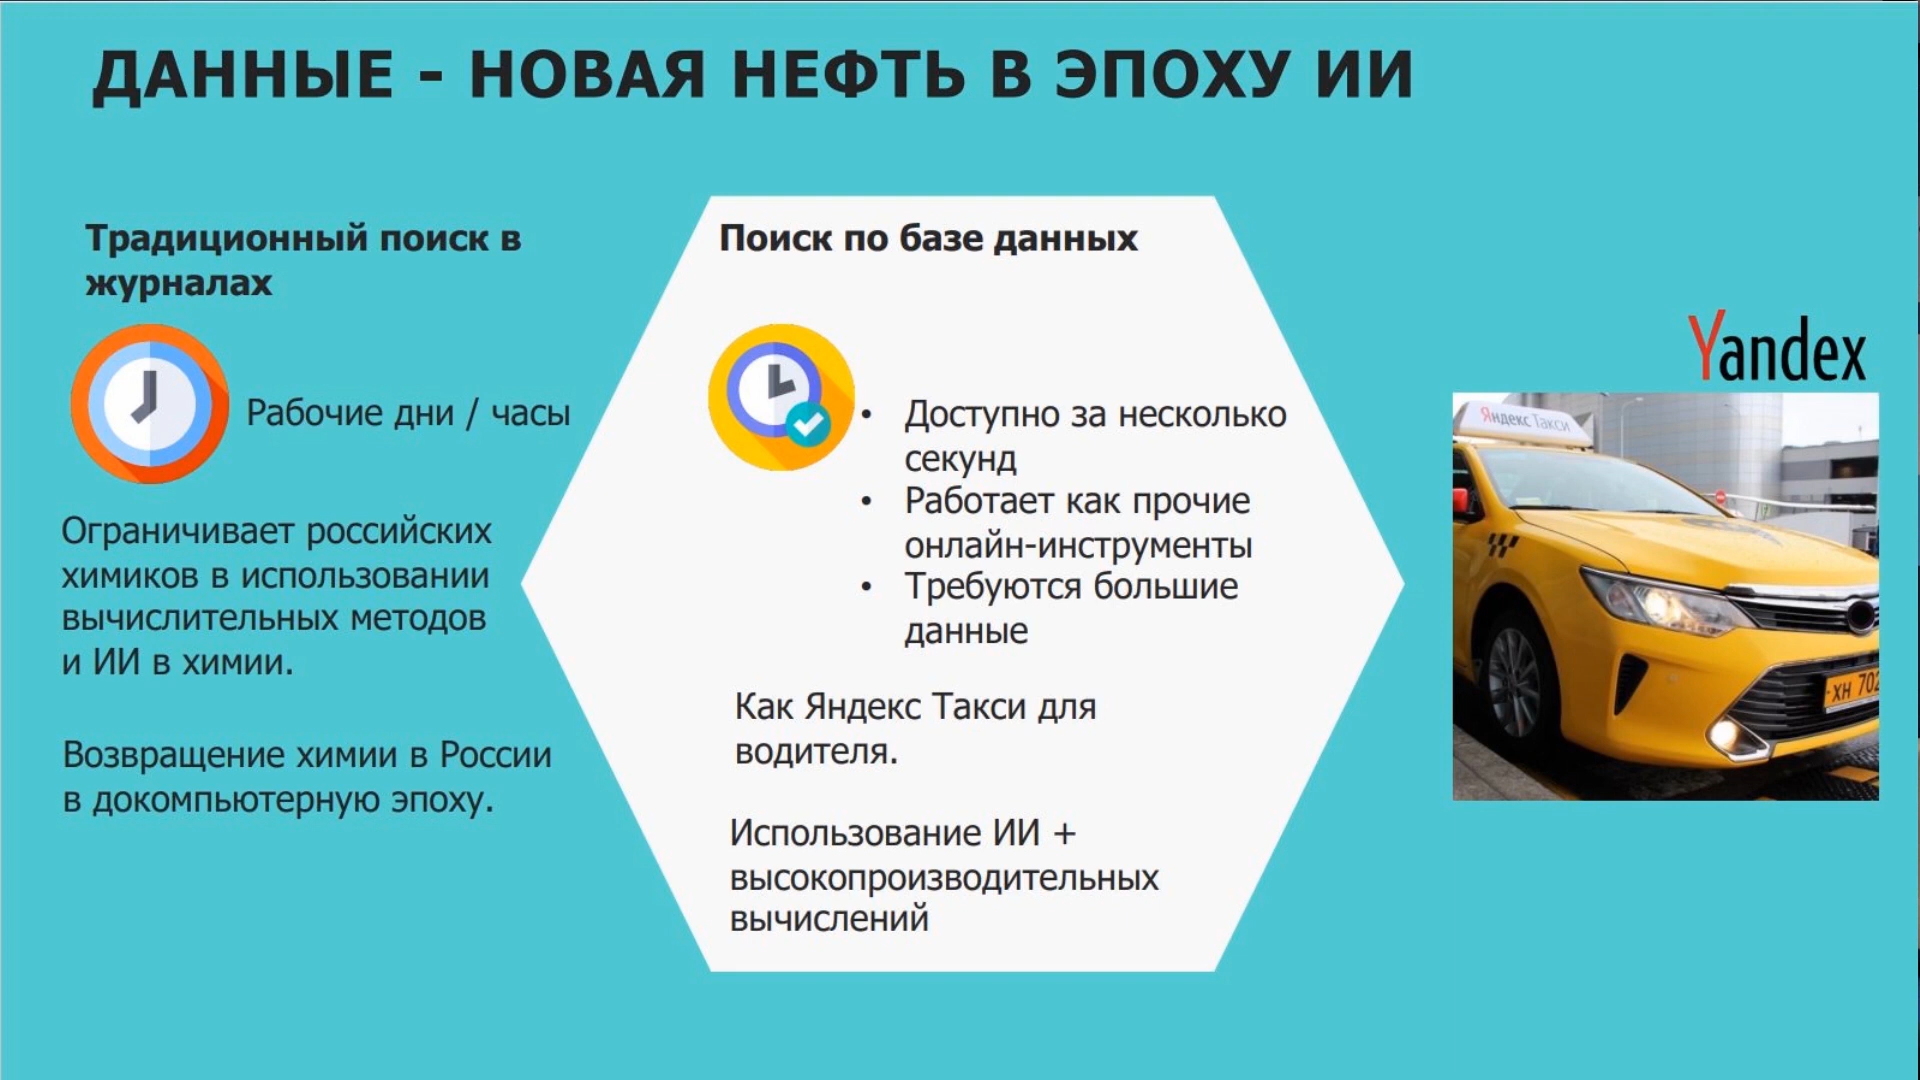 ДАННЫЕ - НОВАЯ НЕФТЬ В ЭПОХУ ИИ
Традиционный поиск в
журналах
Рабочие дни / часы
Ограничивает российских
химиков в использовании
вычислительных методов
и ИИ в химии.
Возвращение химии в России
в докомпьютерную эпоху.
Поиск по базе данных
• Доступно за несколько
секунд
• Работает как прочие
онлайн-инструменты
• Требуются большие
данные
Как Яндекс Такси для
водителя.
Использование ИИ +
высокопроизводительных
вычислений
Yandex
Яндекс Такси
ХН 702